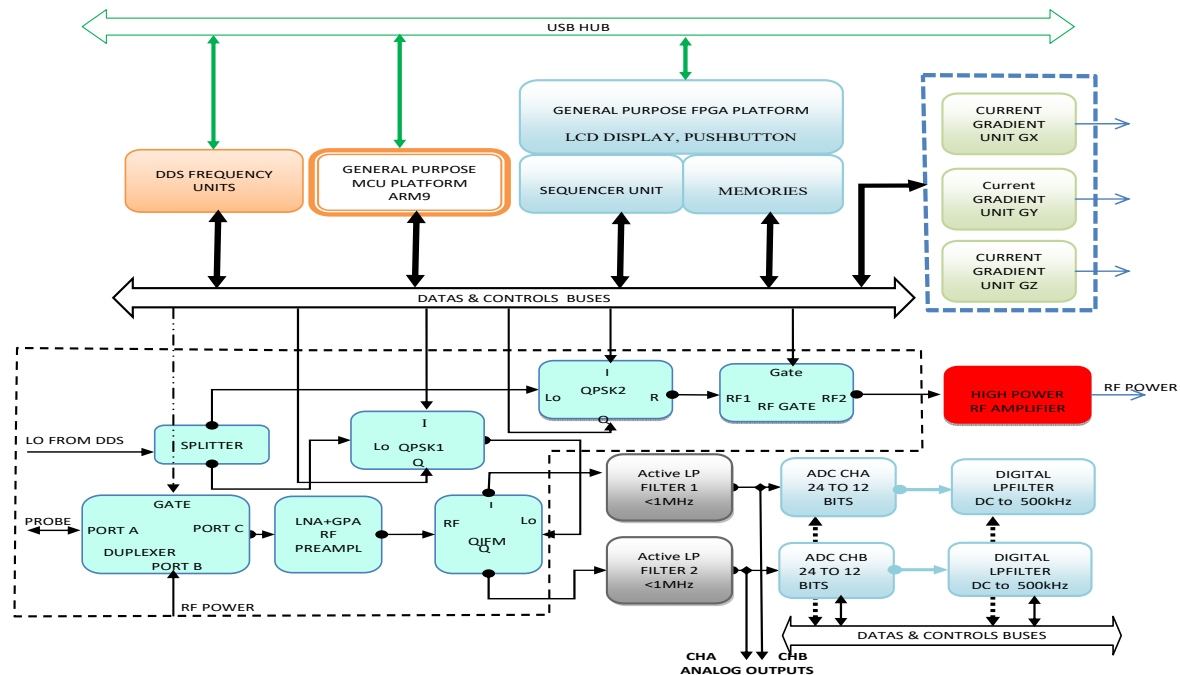 USB HUB
GENERAL PURPOSE FPGA PLATFORM
LCD DISPLAY, PUSHBUTTON
CURRENT
GRADIENT
UNIT GX
DDS FREQUENCY
UNITS
GENERAL PURPOSE
MCU PLATFORM
ARM9
SEQUENCER UNIT
MEMORIES
Current
GRADIENT
UNIT GY
CURRENT
GRADIENT
UNIT GZ
DATAS & CONTROLS BUSES
I
QPSK2
Lo
R
Q
Gate
RF1
RF2
RF GATE
HIGH POWER
RF AMPLIFIER
RF POWER
LO FROM DDS
SPLITTER
I
Lo
QPSK1
Q
GATE
PROBE
PORT A
PORT C
DUPLEXER
PORT B
RF POWER
LNA+GPA
RF
PREAMPL
I
RF
Lo
QIFM
Q
Active LP
FILTER 1
<1MHz
ADC CHA
24 TO 12
BITS
DIGITAL
LPFILTER
DC to 500kHz
Active LP
FILTER 2
<1MHz
ADC CHB
24 TO 12
BITS
DIGITAL
LPFILTER
DC to 500kHz
DATAS & CONTROLS BUSES
CHA CHB
ANALOG OUTPUTS